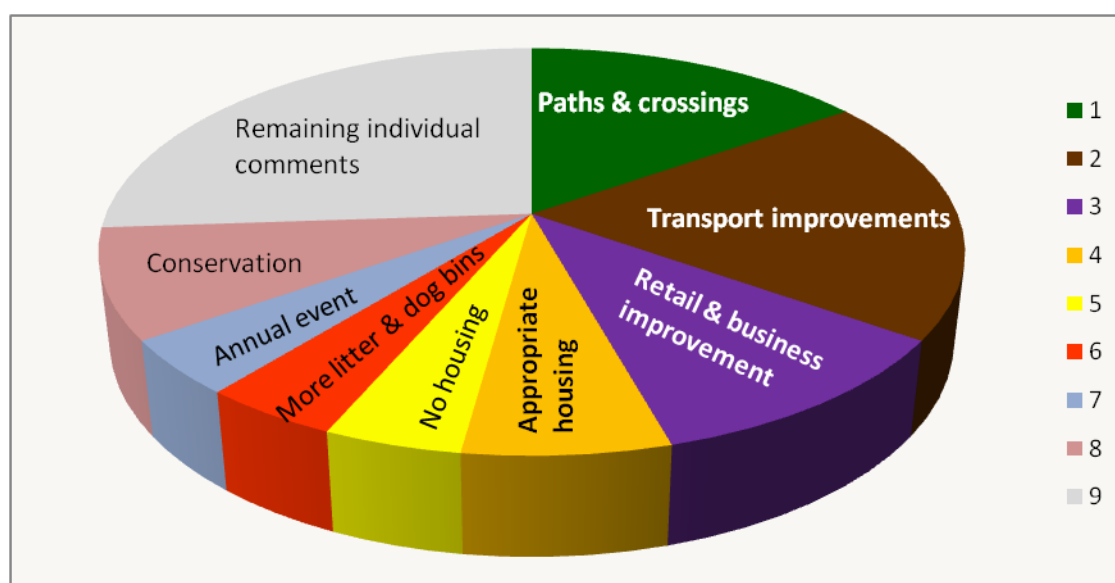 Paths & crossings
Transport improvements
Retail & business
improvement
Appropriate
housing
No housing
More litter & dog bins
Annual event
Conservation
Remaining individual
comments
1
2
3
4
5
6
7
8
9